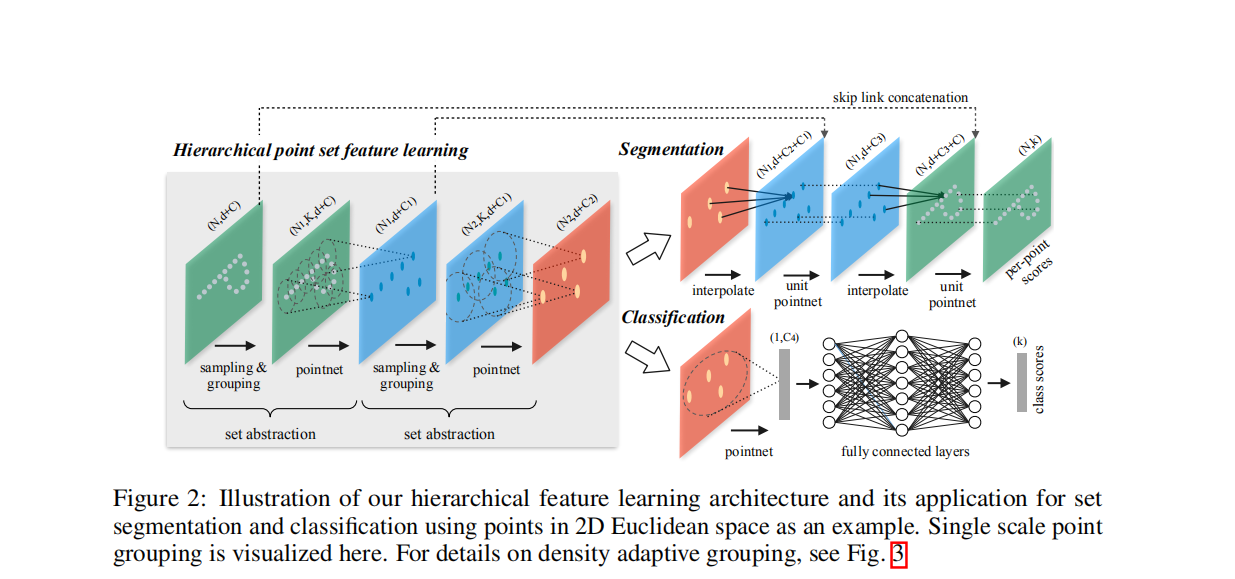 skip link concatenation
Hierarchical point set feature learning
(N,d+C)
(N1,K,d+C)
(N1,d+C1)
(N2,K,d+C1)
(N2,d+C2)
sampling &
grouping
pointnet
sampling &
grouping
pointnet
set abstraction
set abstraction
Segmentation
(N1,d+C2+C1)
(N1,d+C3)
(N,d+C3+C)
(N,k)
interpolate
unit
pointnet
interpolate
unit
pointnet
per-point
scores
Classification
(1,C4)
(k)
class scores
pointnet
fully connected layers
Figure 2: Illustration of our hierarchical feature learning architecture and its application for set
segmentation and classification using points in 2D Euclidean space as an example. Single scale point
grouping is visualized here. For details on density adaptive grouping, see Fig. 3